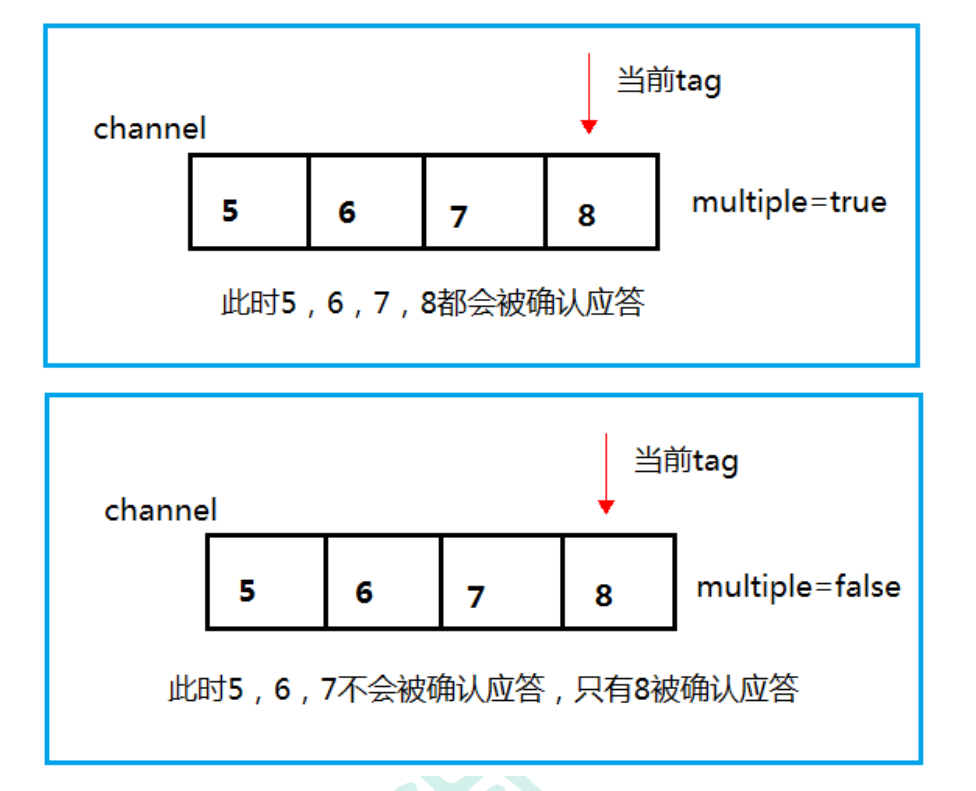 当前tag
channel
5 6 7 8
multiple=true
此时5，6，7，8都会被确认应答
当前tag
channel
5 6 7 8
multiple=false
此时5，6，7不会被确认应答，只有8被确认应答